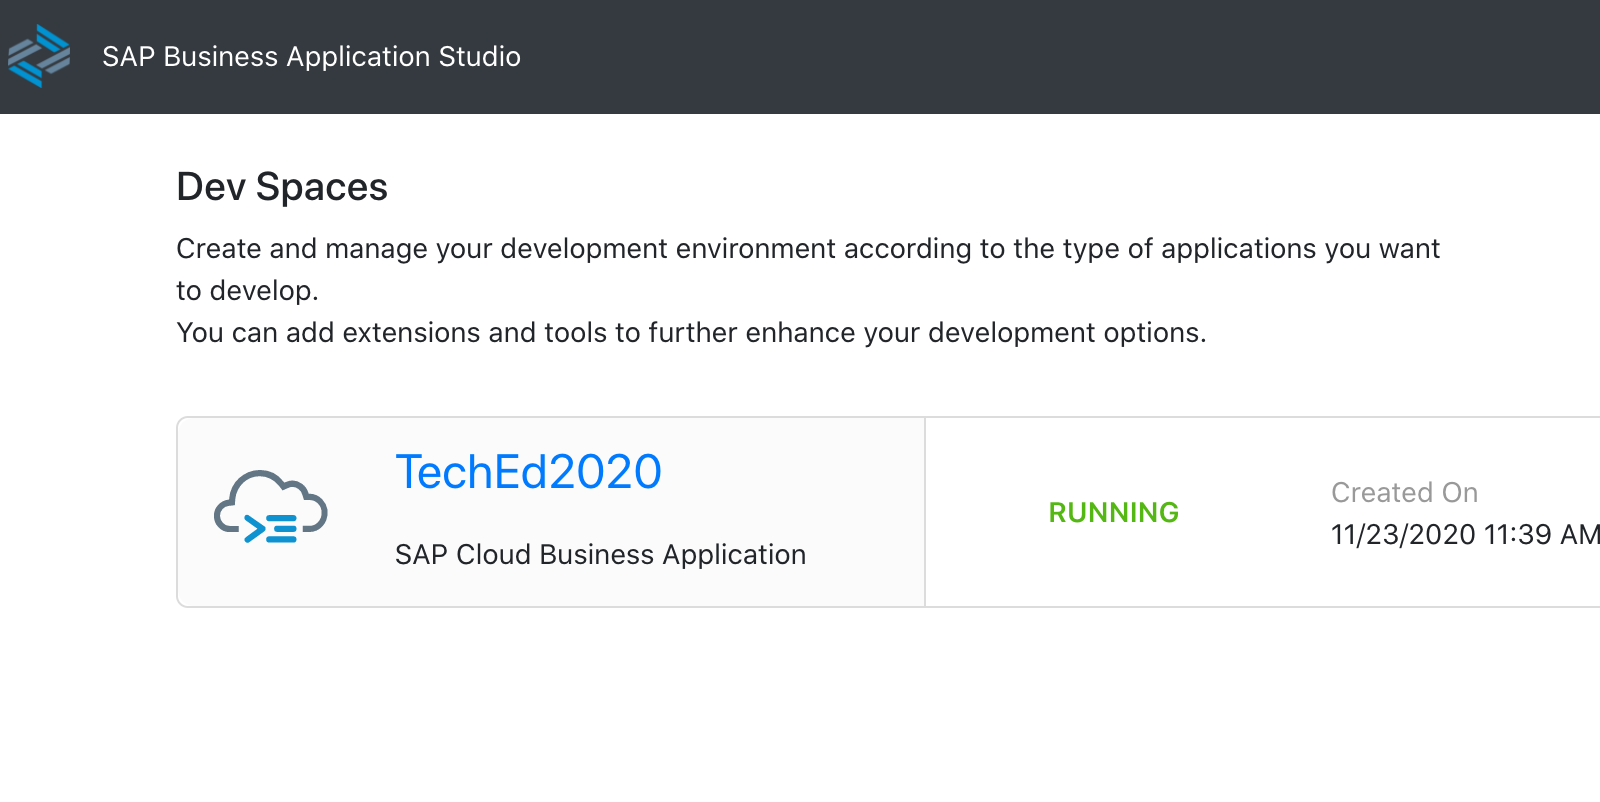 SAP Business Application Studio
Dev Spaces
Create and manage your development environment according to the type of applications you want
to develop.
You can add extensions and tools to further enhance your development options.
TechEd2020
SAP Cloud Business Application
RUNNING
Created On
11/23/2020 11:39 AM